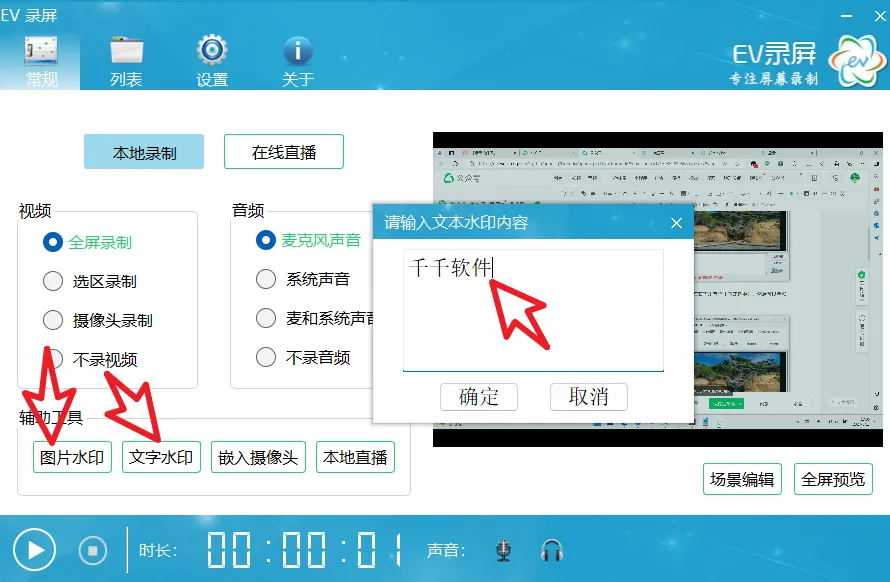 EV 录屏
常规
列表
设置
关于
EV录屏
专注屏幕录制
本地录制
在线直播
视频
全屏录制
选区录制
摄像头录制
不录视频
音频
麦克风声音
系统声音
麦和系统声音
不录音频
请输入文本水印内容
千千软件
确定
取消
辅助工具
图片水印
文字水印
嵌入摄像头
本地直播
场景编辑
全屏预览
时长:
00:00:01
声音: